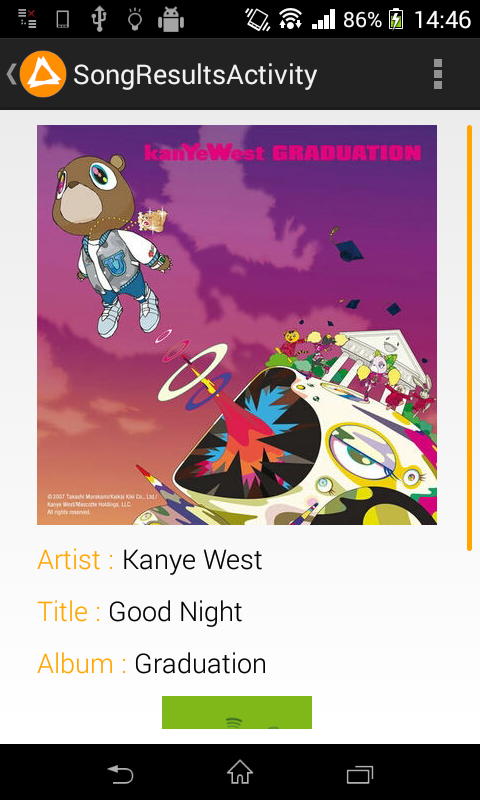 86% 14:46
SongResultsActivity
kanYeWest GRADUATION
©2007 Takashi Murakami/Kaikai Kiki Co., Ltd./
Kanye West/Mascotte Holdings, LLC.
All rights reserved.
Artist : Kanye West
Title : Good Night
Album : Graduation